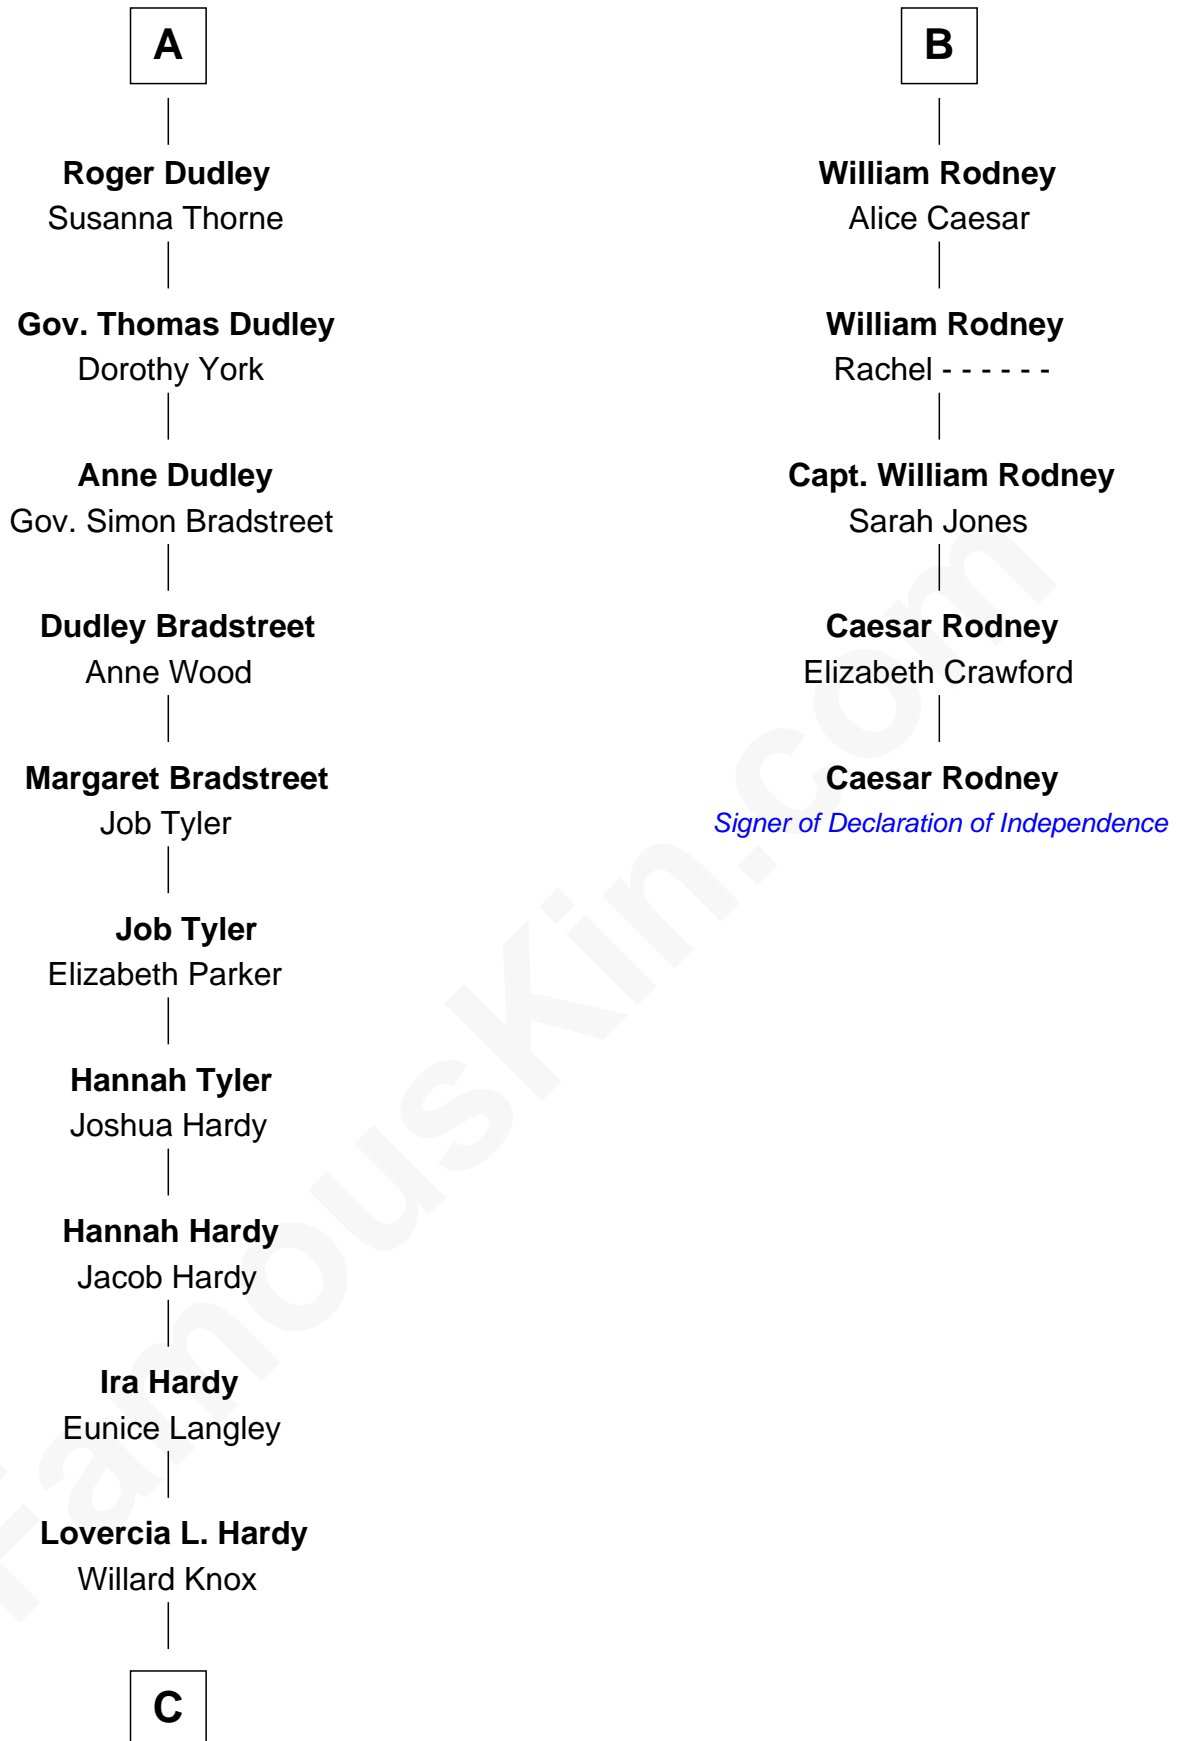 A
Roger Dudley
Susanna Thorne
Gov. Thomas Dudley
Dorothy York
Anne Dudley
Gov. Simon Bradstreet
Dudley Bradstreet
Anne Wood
Margaret Bradstreet
Job Tyler
Job Tyler
Elizabeth Parker
Hannah Tyler
Joshua Hardy
Hannah Hardy
Jacob Hardy
Ira Hardy
Eunice Langley
Lovercia L. Hardy
Willard Knox
C
B
William Rodney
Alice Caesar
William Rodney
Rachel - - - - - -
Capt. William Rodney
Sarah Jones
Caesar Rodney
Elizabeth Crawford
Caesar Rodney
Signer of Declaration of Independence
FamousKin.com